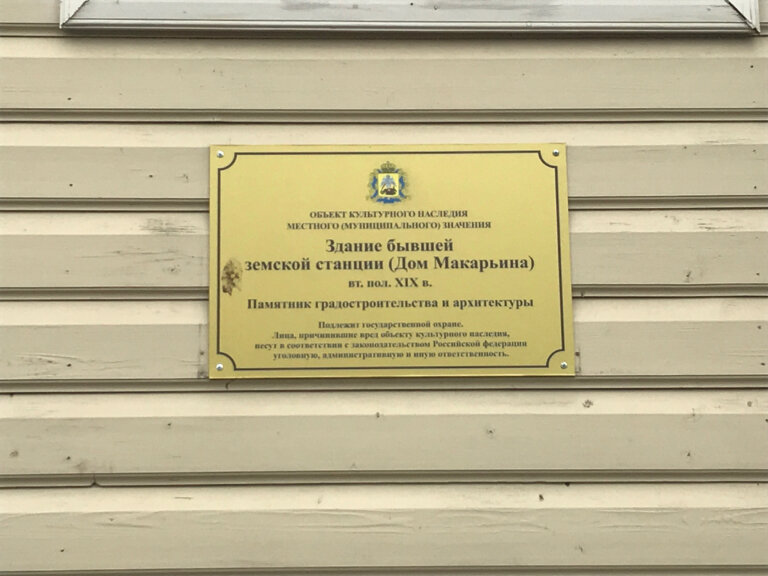 ОБЪЕКТ КУЛЬТУРНОГО НАСЛЕДИЯ
МЕСТНОГО (МУНИЦИПАЛЬНОГО) ЗНАЧЕНИЯ
Здание бывшей
земской станции (Дом Макарьина)
вт. пол. XIX в.
Памятник градостроительства и архитектуры
Подлежит государственной охране.
Лица, причинившие вред объекту культурного наследия,
несут в соответствии с законодательством Российской федерации
уголовную, административную и иную ответственность.